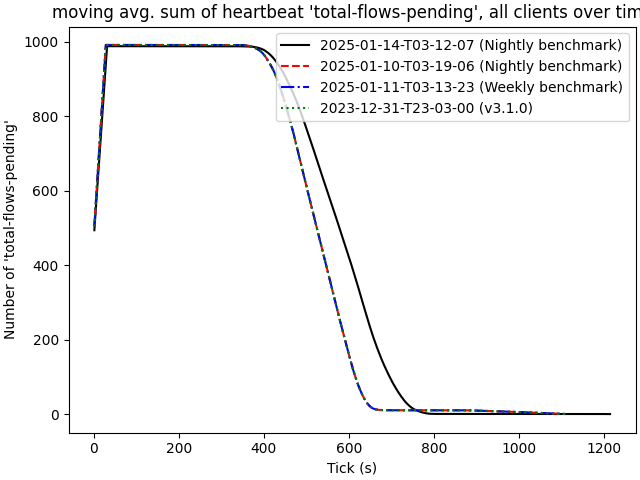 moving avg. sum of heartbeat 'total-flows-pending', all clients over tim
2025-01-14-T03-12-07 (Nightly benchmark)
2025-01-10-T03-19-06 (Nightly benchmark)
2025-01-11-T03-13-23 (Weekly benchmark)
2023-12-31-T23-03-00 (v3.1.0)
Number of 'total-flows-pending'
1000
800
600
400
200
0
0 200 400 600 800 1000 1200
Tick (s)